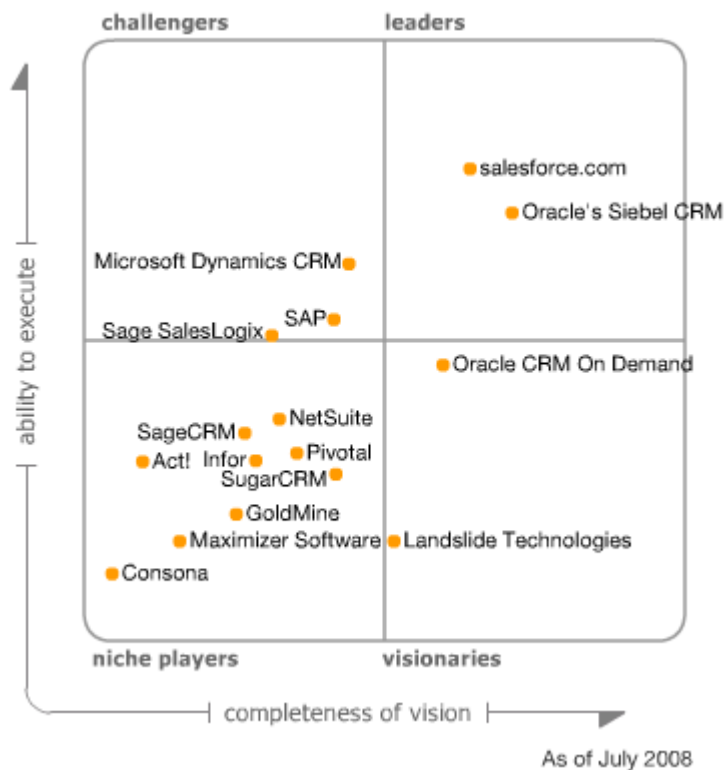 challengers
leaders
salesforce.com
Oracle's Siebel CRM
Microsoft Dynamics CRM
SAP
Sage SalesLogix
Oracle CRM On Demand
NetSuite
SageCRM
Pivotal
Act!
Infor
SugarCRM
GoldMine
Maximizer Software
Landslide Technologies
Consona
niche players
visionaries
ability to execute
completeness of vision
As of July 2008